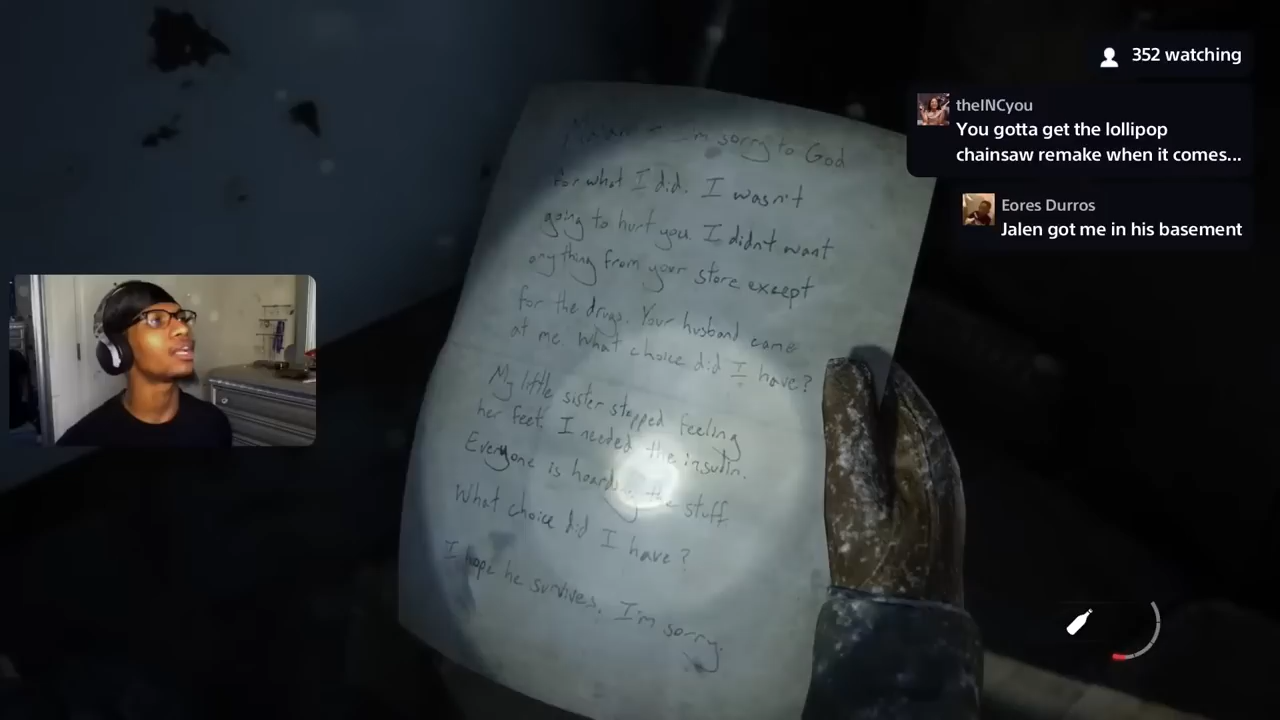 352 watching
theINCyou
You gotta get the lollipop
chainsaw remake when it comes...
Eores Durros
Jalen got me in his basement
I'm sorry to God
for what I did. I wasn't
going to hurt you. I didn't want
anything from your store except
for the drugs. Your husband came
at me. What choice did I have?
My little sister stopped feeling
her feet. I needed the insulin.
Everyone is hoarding the stuff.
What choice did I have?
I hope he survives. I'm sorry.